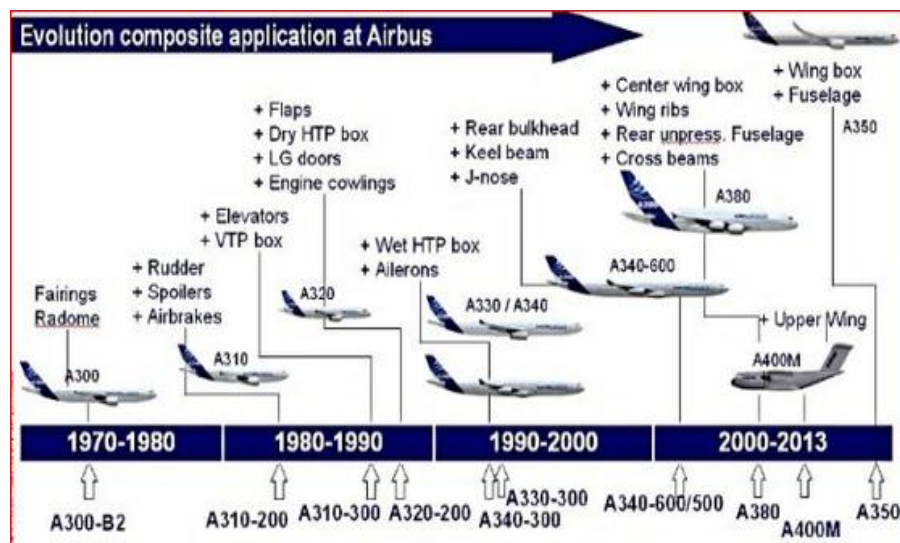 Evolution composite application at Airbus
+ Wing box
+ Fuselage
A350
+ Center wing box
+ Wing ribs
+ Rear unpress. Fuselage
+ Cross beams
A380
+ Flaps
+ Dry HTP box
+ LG doors
+ Engine cowlings
+ Rear bulkhead
+ Keel beam
+ J-nose
+ Elevators
+ VTP box
+ Wet HTP box
+ Ailerons
A340-600
+ Rudder
+ Spoilers
+ Airbrakes
Fairings
Radome
A320
A330 / A340
+ Upper Wing
A300
A310
A400M
1970-1980
1980-1990
1990-2000
2000-2013
A300-B2
A310-200
A310-300
A320-200
A330-300
A340-300
A340-600/500
A380
A400M
A350